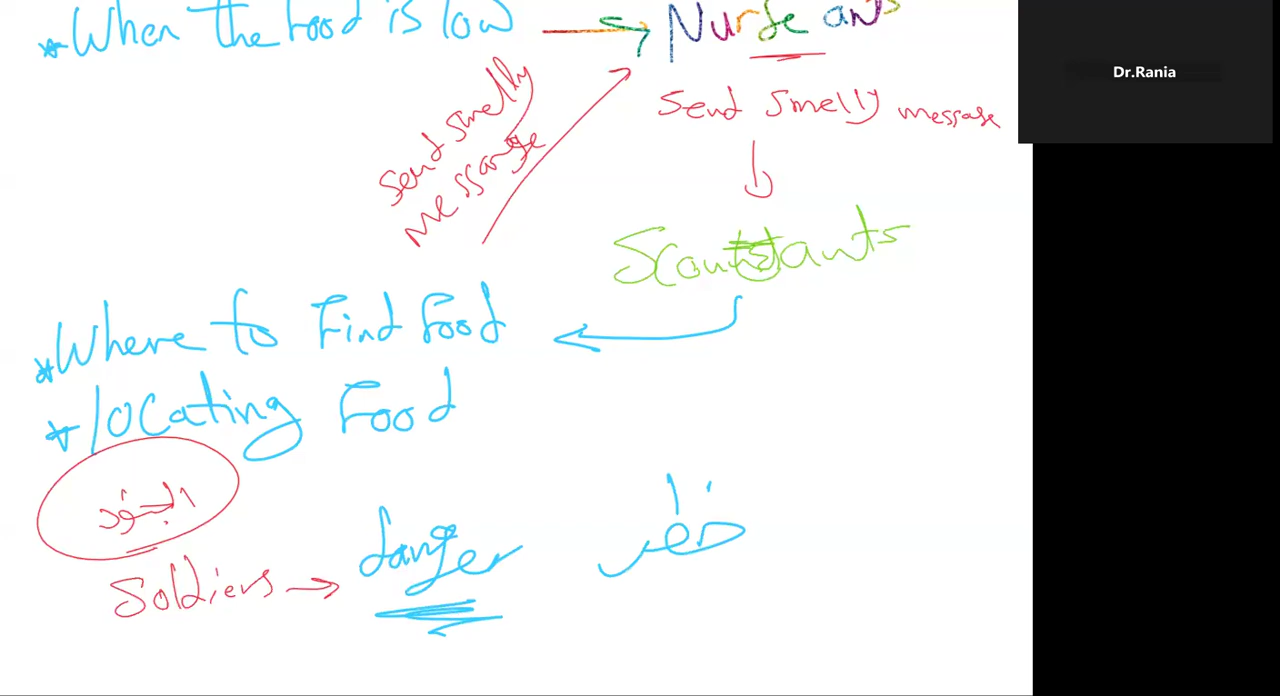 *When the Food is low → Nurse ants
Dr.Rania
send smelly message
send smelly
message
Scout ants
*Where to Find Food
*locating Food
الجنود
Soldiers → danger
خطر